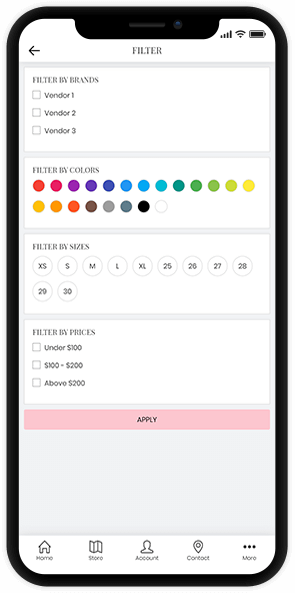 FILTER
FILTER BY BRANDS
Vendor 1
Vendor 2
Vendor 3
FILTER BY COLORS
FILTER BY SIZES
XS S M L XL 25 26 27 28
29 30
FILTER BY PRICES
Under $100
$100 - $200
Above $200
APPLY
Home Store Account Contact More